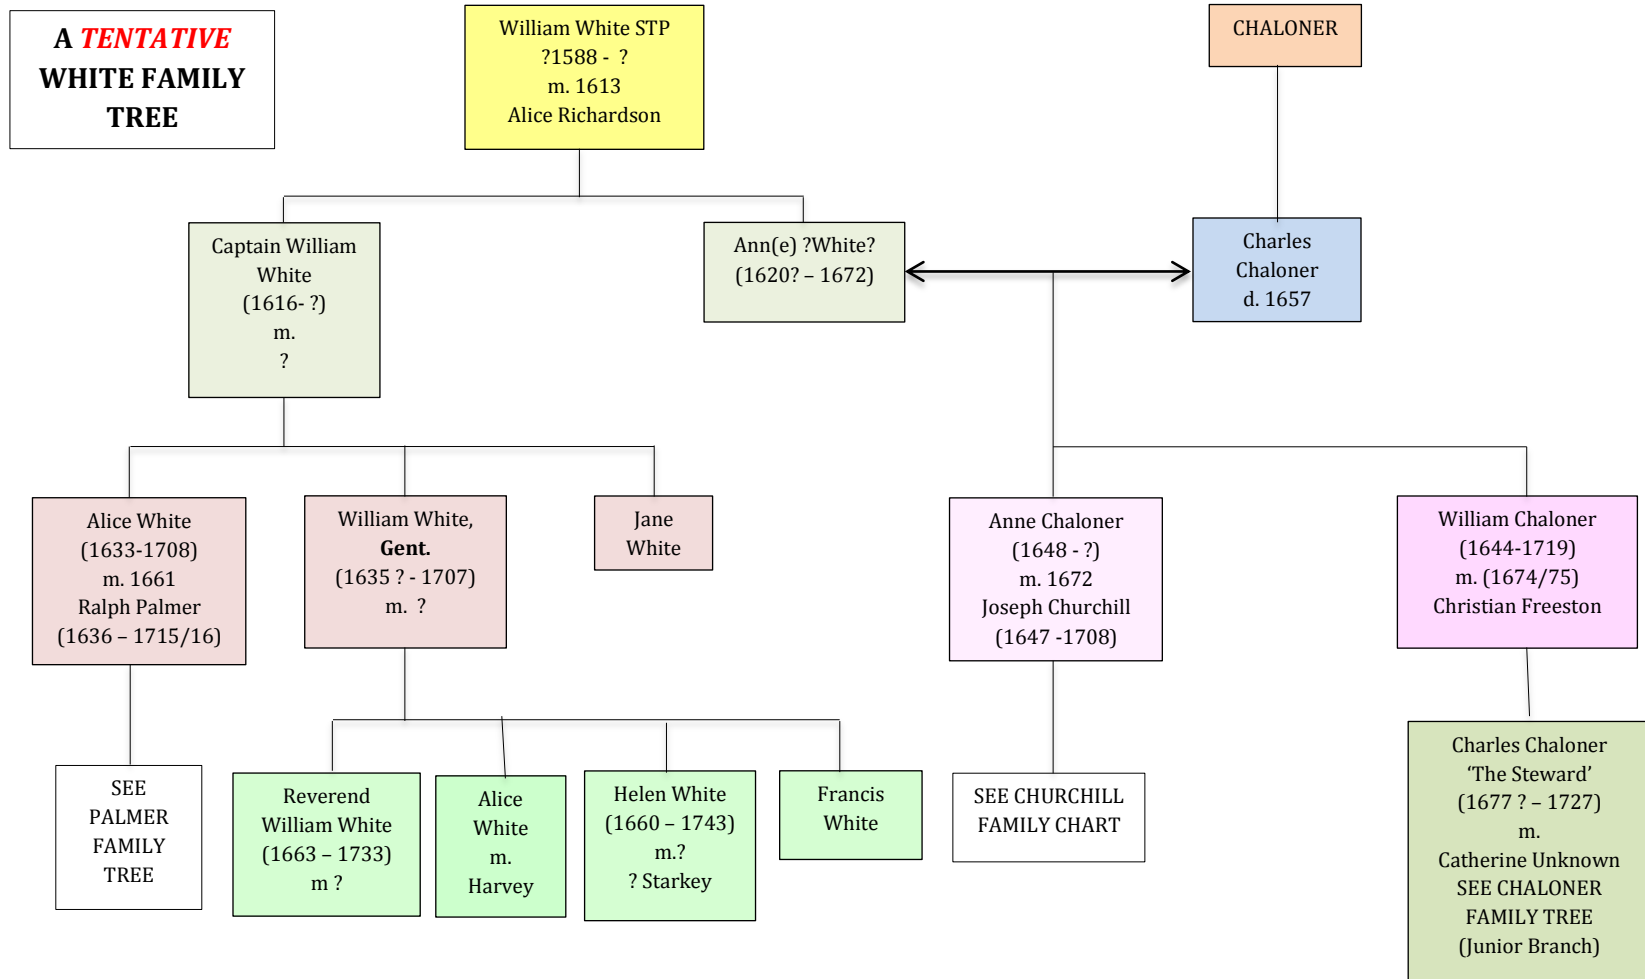 A TENTATIVE
WHITE FAMILY
TREE
William White STP
?1588 - ?
m. 1613
Alice Richardson
CHALONER
Captain William
White
(1616- ?)
m.
?
Ann(e) ?White?
(1620? – 1672)
Charles
Chaloner
d. 1657
Alice White
(1633-1708)
m. 1661
Ralph Palmer
(1636 – 1715/16)
William White,
Gent.
(1635 ? - 1707)
m. ?
Jane
White
Anne Chaloner
(1648 - ?)
m. 1672
Joseph Churchill
(1647 -1708)
William Chaloner
(1644-1719)
m. (1674/75)
Christian Freeston
SEE
PALMER
FAMILY
TREE
Reverend
William White
(1663 – 1733)
m ?
Alice
White
m.
Harvey
Helen White
(1660 – 1743)
m.?
? Starkey
Francis
White
SEE CHURCHILL
FAMILY CHART
Charles Chaloner
‘The Steward’
(1677 ? – 1727)
m.
Catherine Unknown
SEE CHALONER
FAMILY TREE
(Junior Branch)